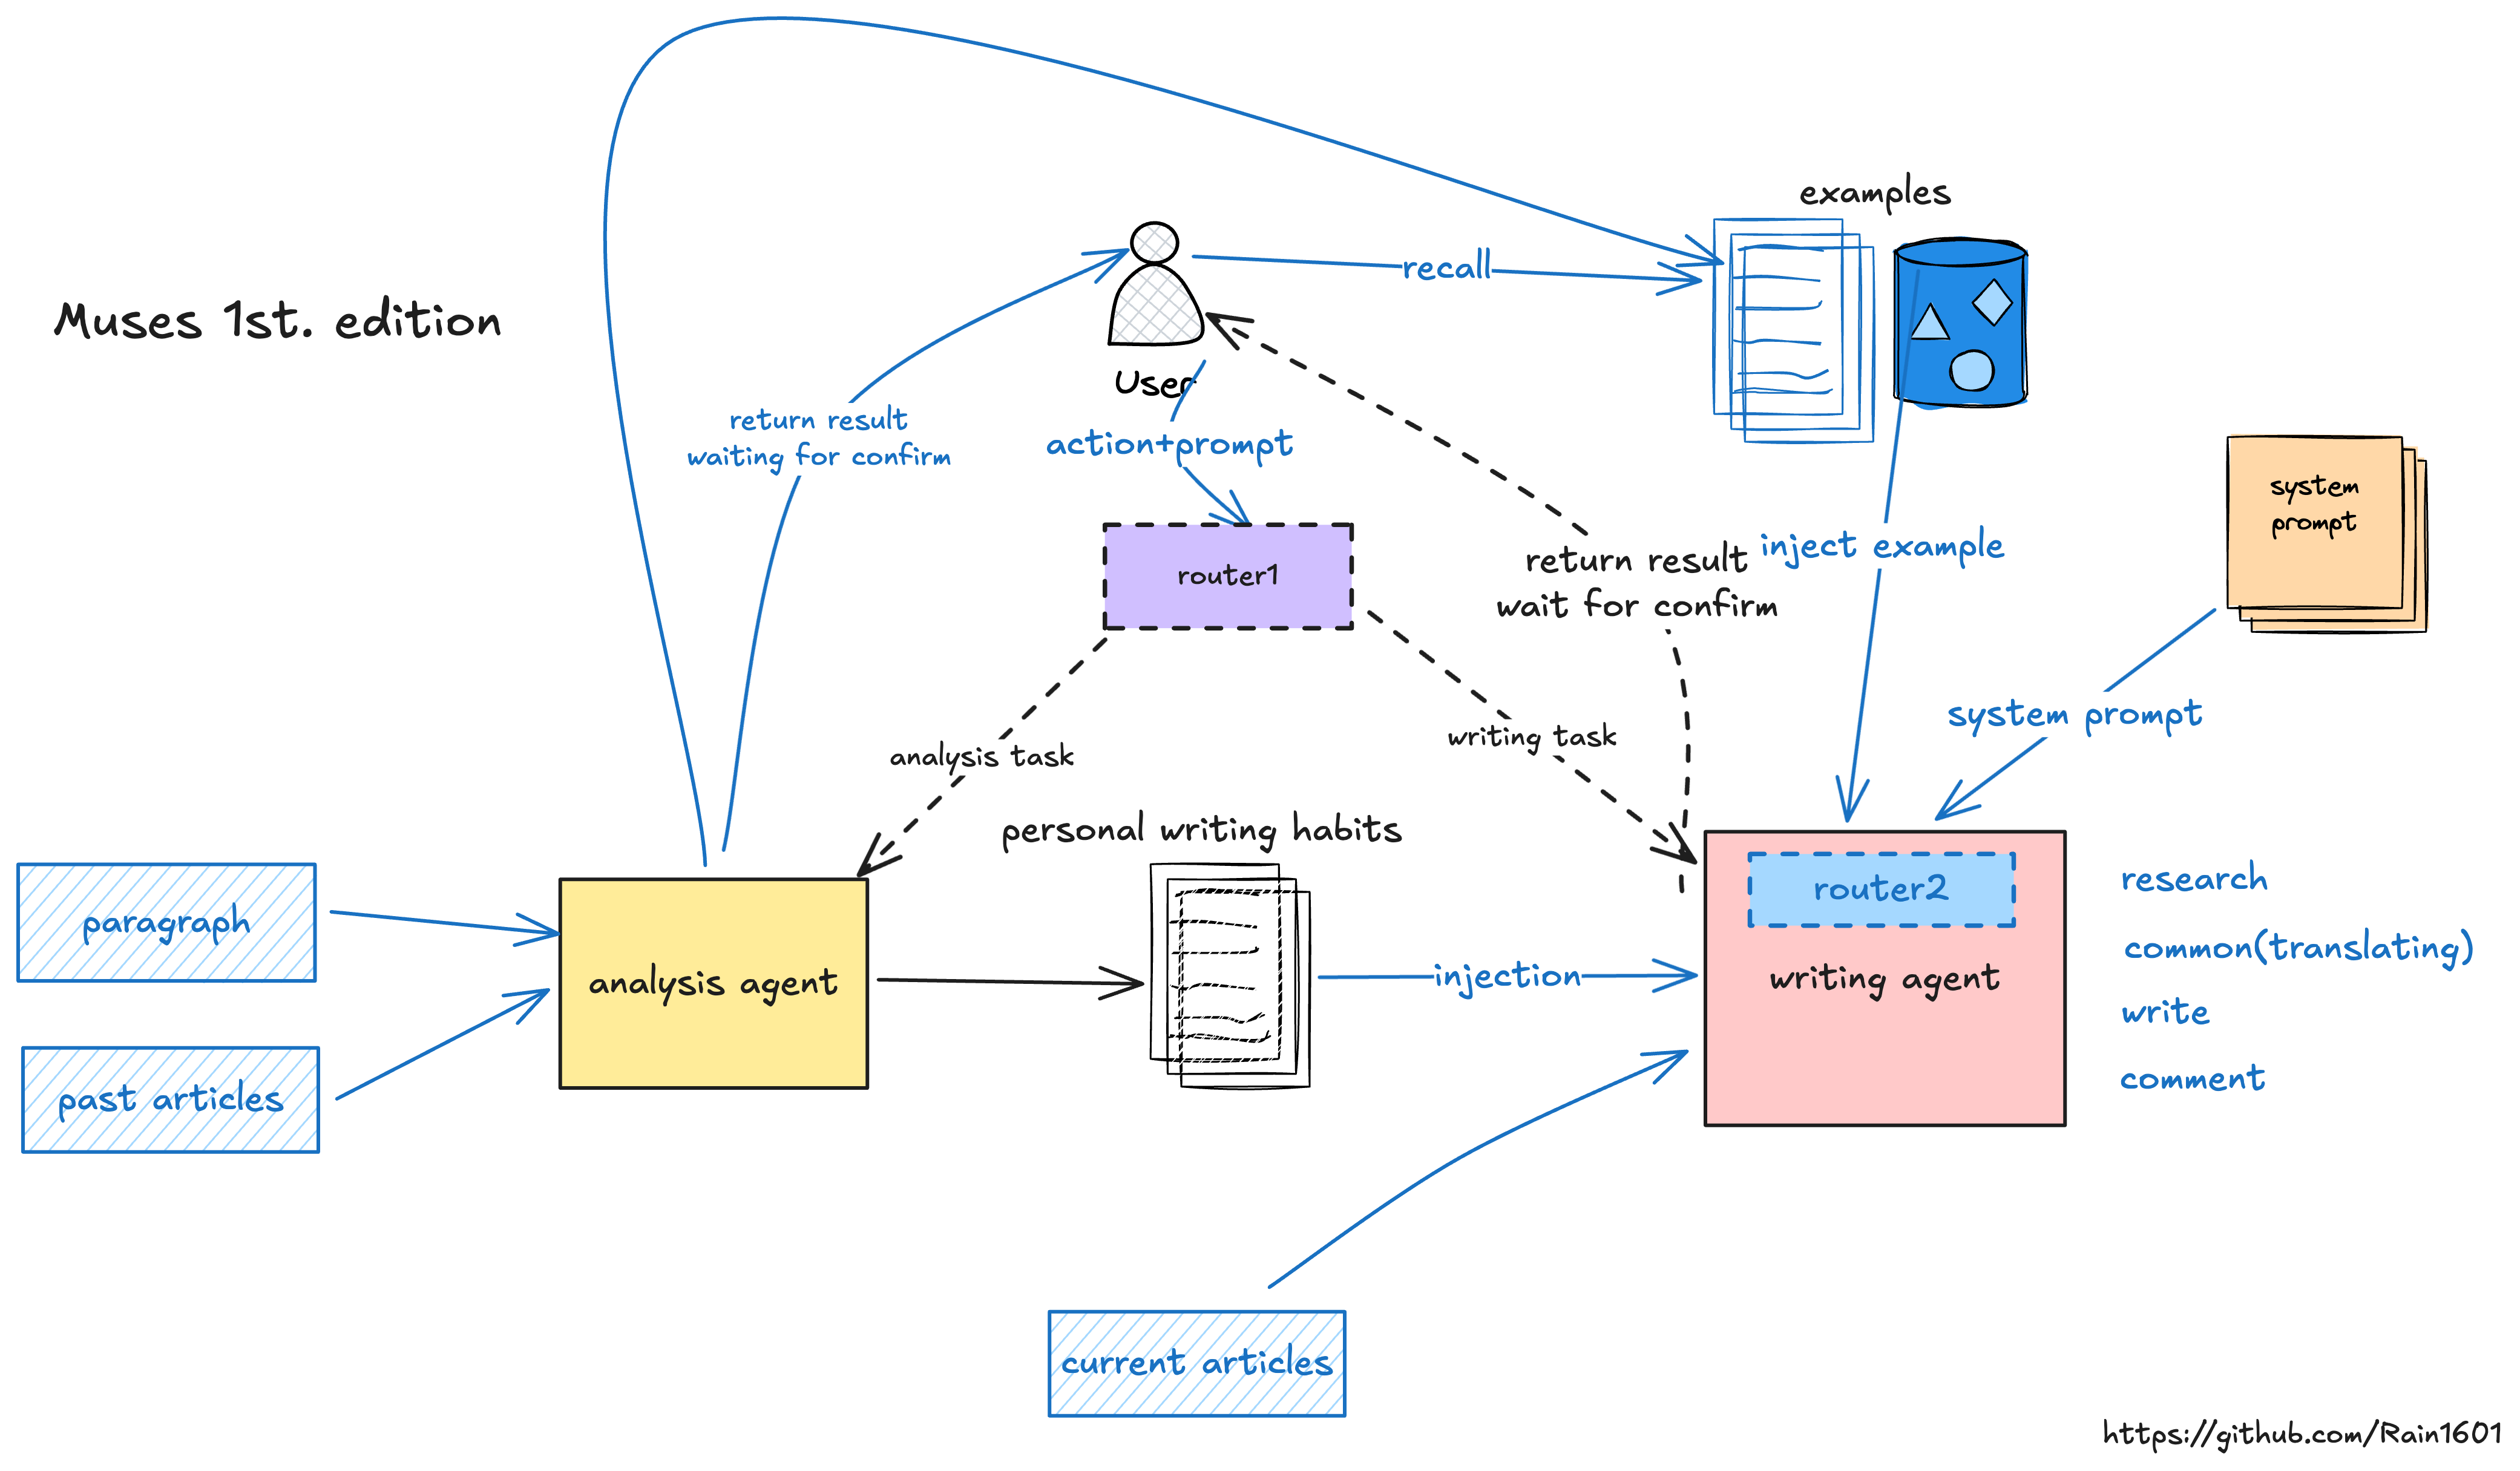 examples
recall
Muses 1st. edition
User
return result
waiting for confirm
action+prompt
system
prompt
inject example
return result
wait for confirm
router1
system prompt
writing task
analysis task
personal writing habits
router2
research
paragraph
common(translating)
analysis agent
injection
writing agent
write
comment
past articles
current articles
https://github.com/Rain1601